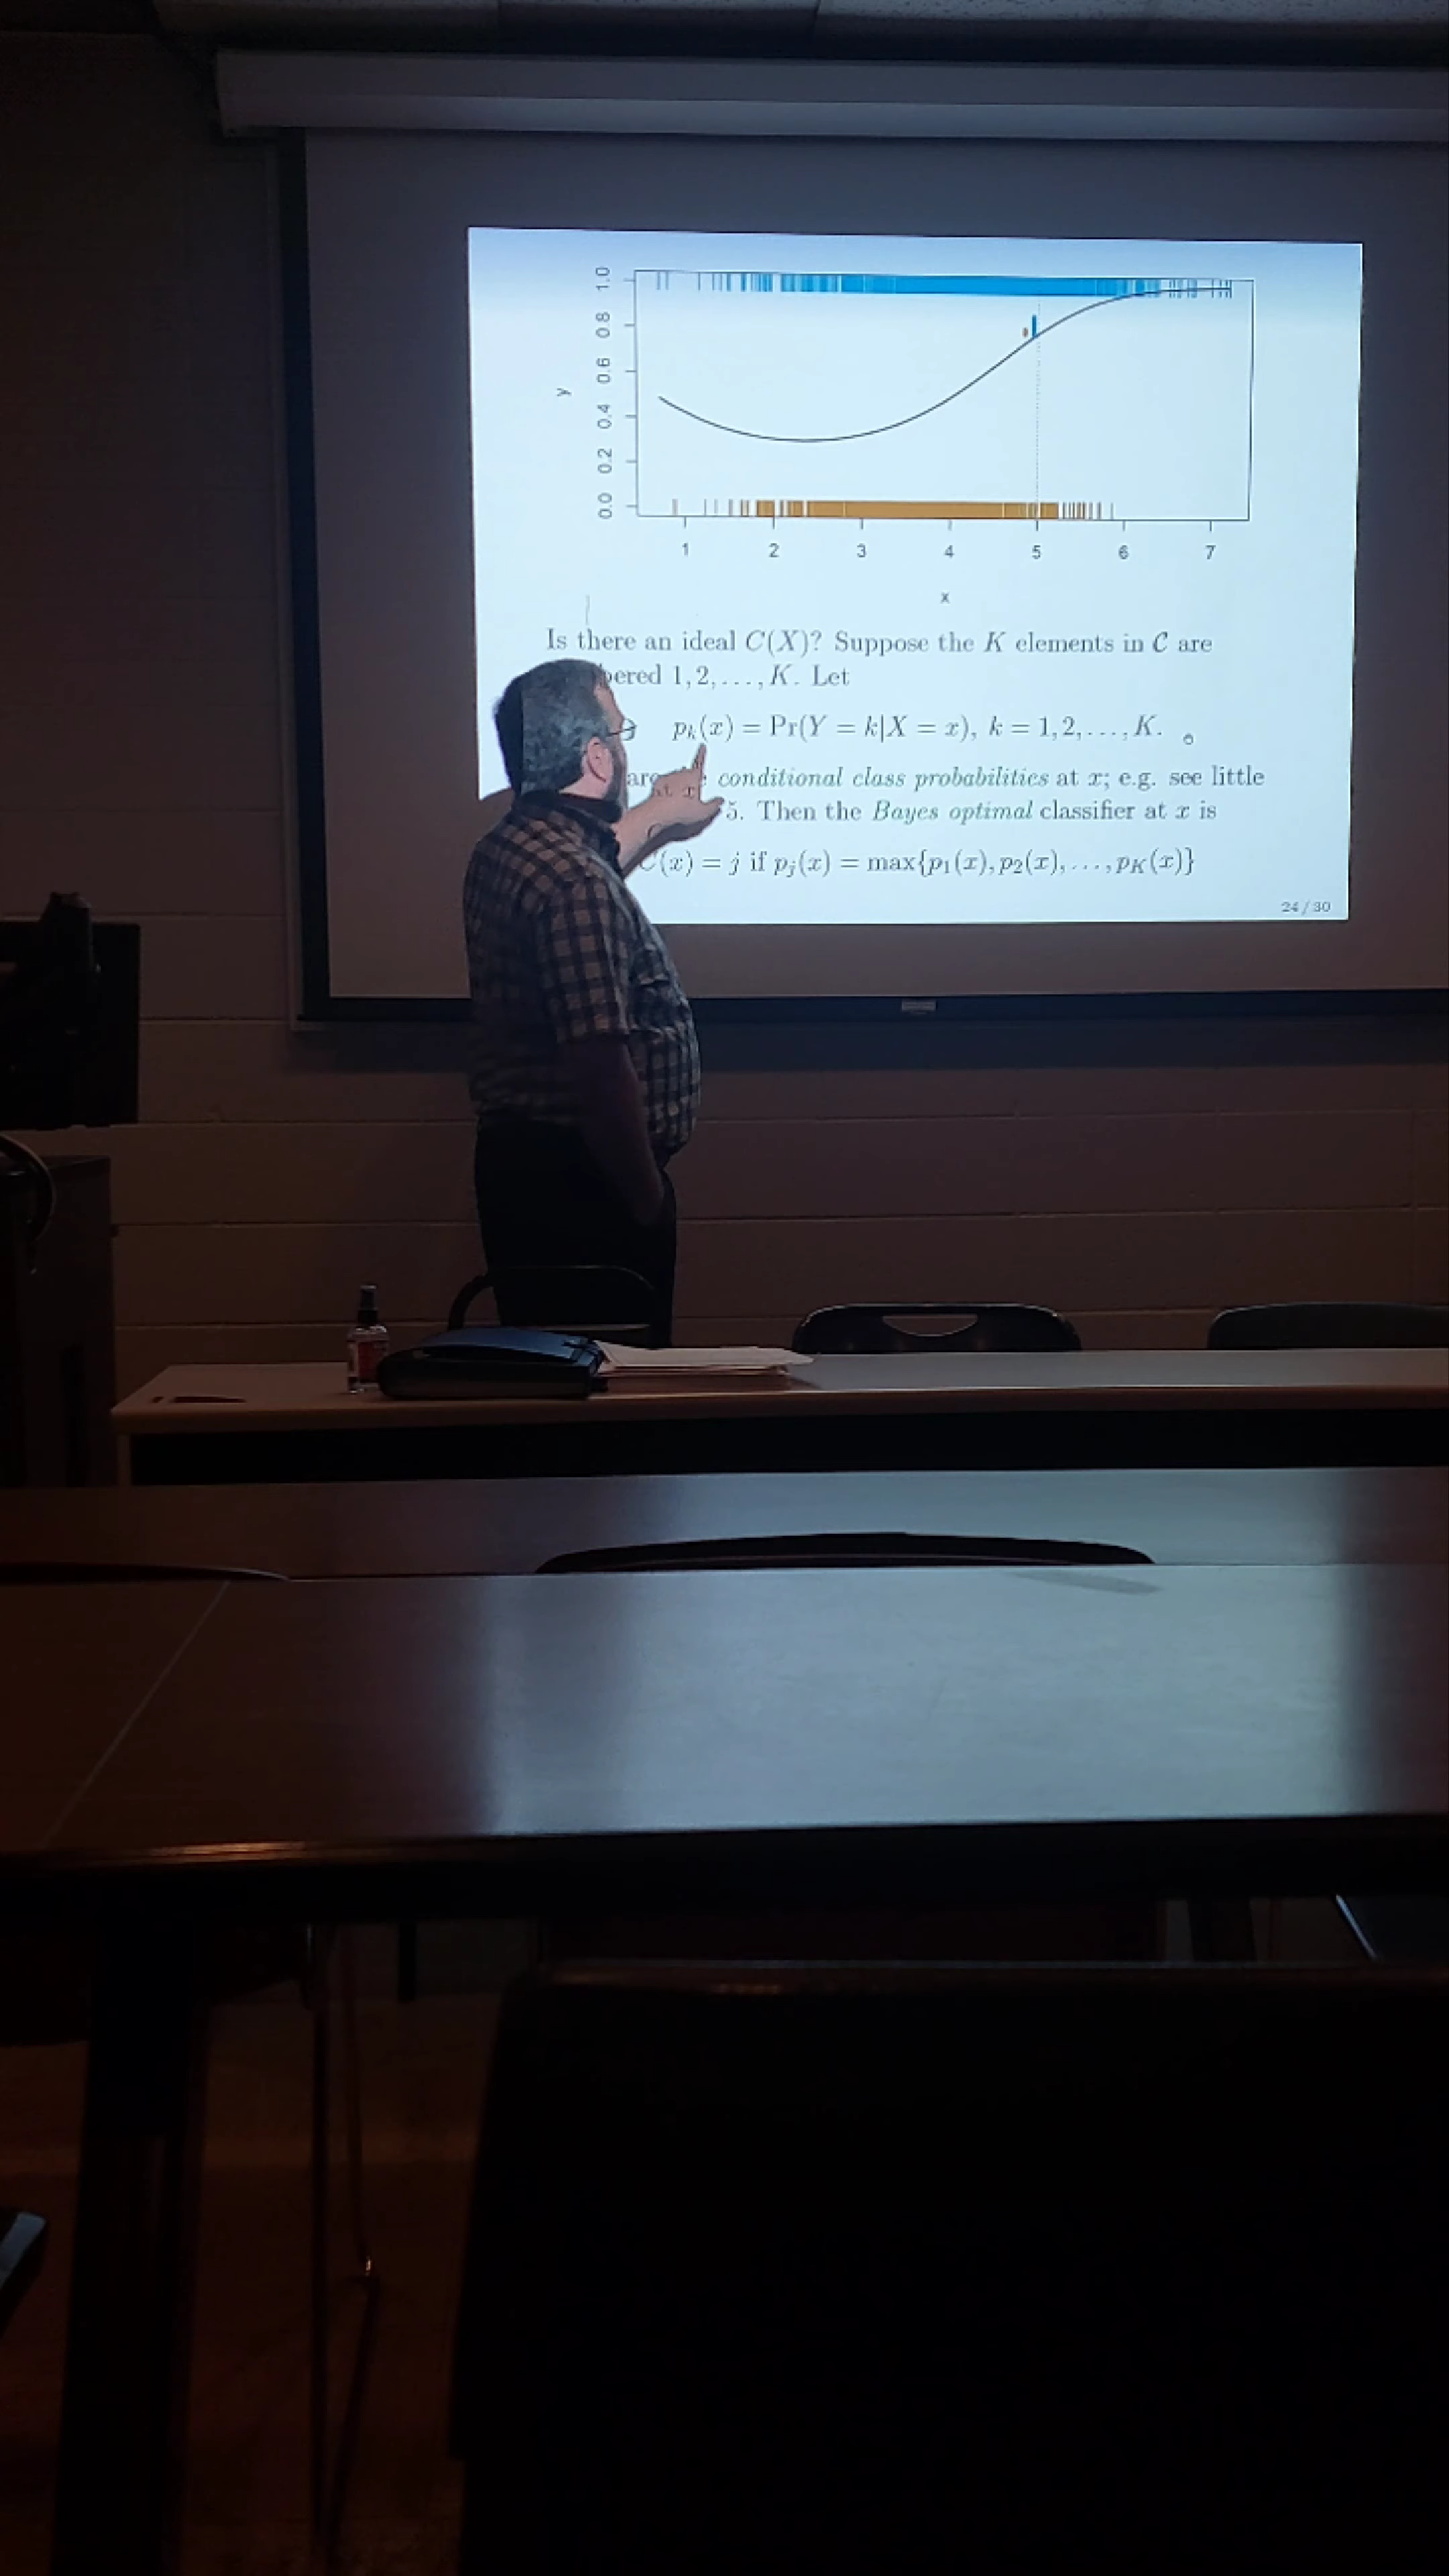 1.0
0.8
0.6
0.4
0.2
0.0
y
1 2 3 4 5 6 7
x
Is there an ideal C(X)? Suppose the K elements in 𝒞 are
1, 2, . . . , K. Let
pₖ(x) = Pr(Y = k|X = x), k = 1, 2, . . . , K.
conditional class probabilities at x; e.g. see little
5. Then the Bayes optimal classifier at x is
C(x) = j if pⱼ(x) = max{p₁(x), p₂(x), . . . , p_K(x)}
24 / 30